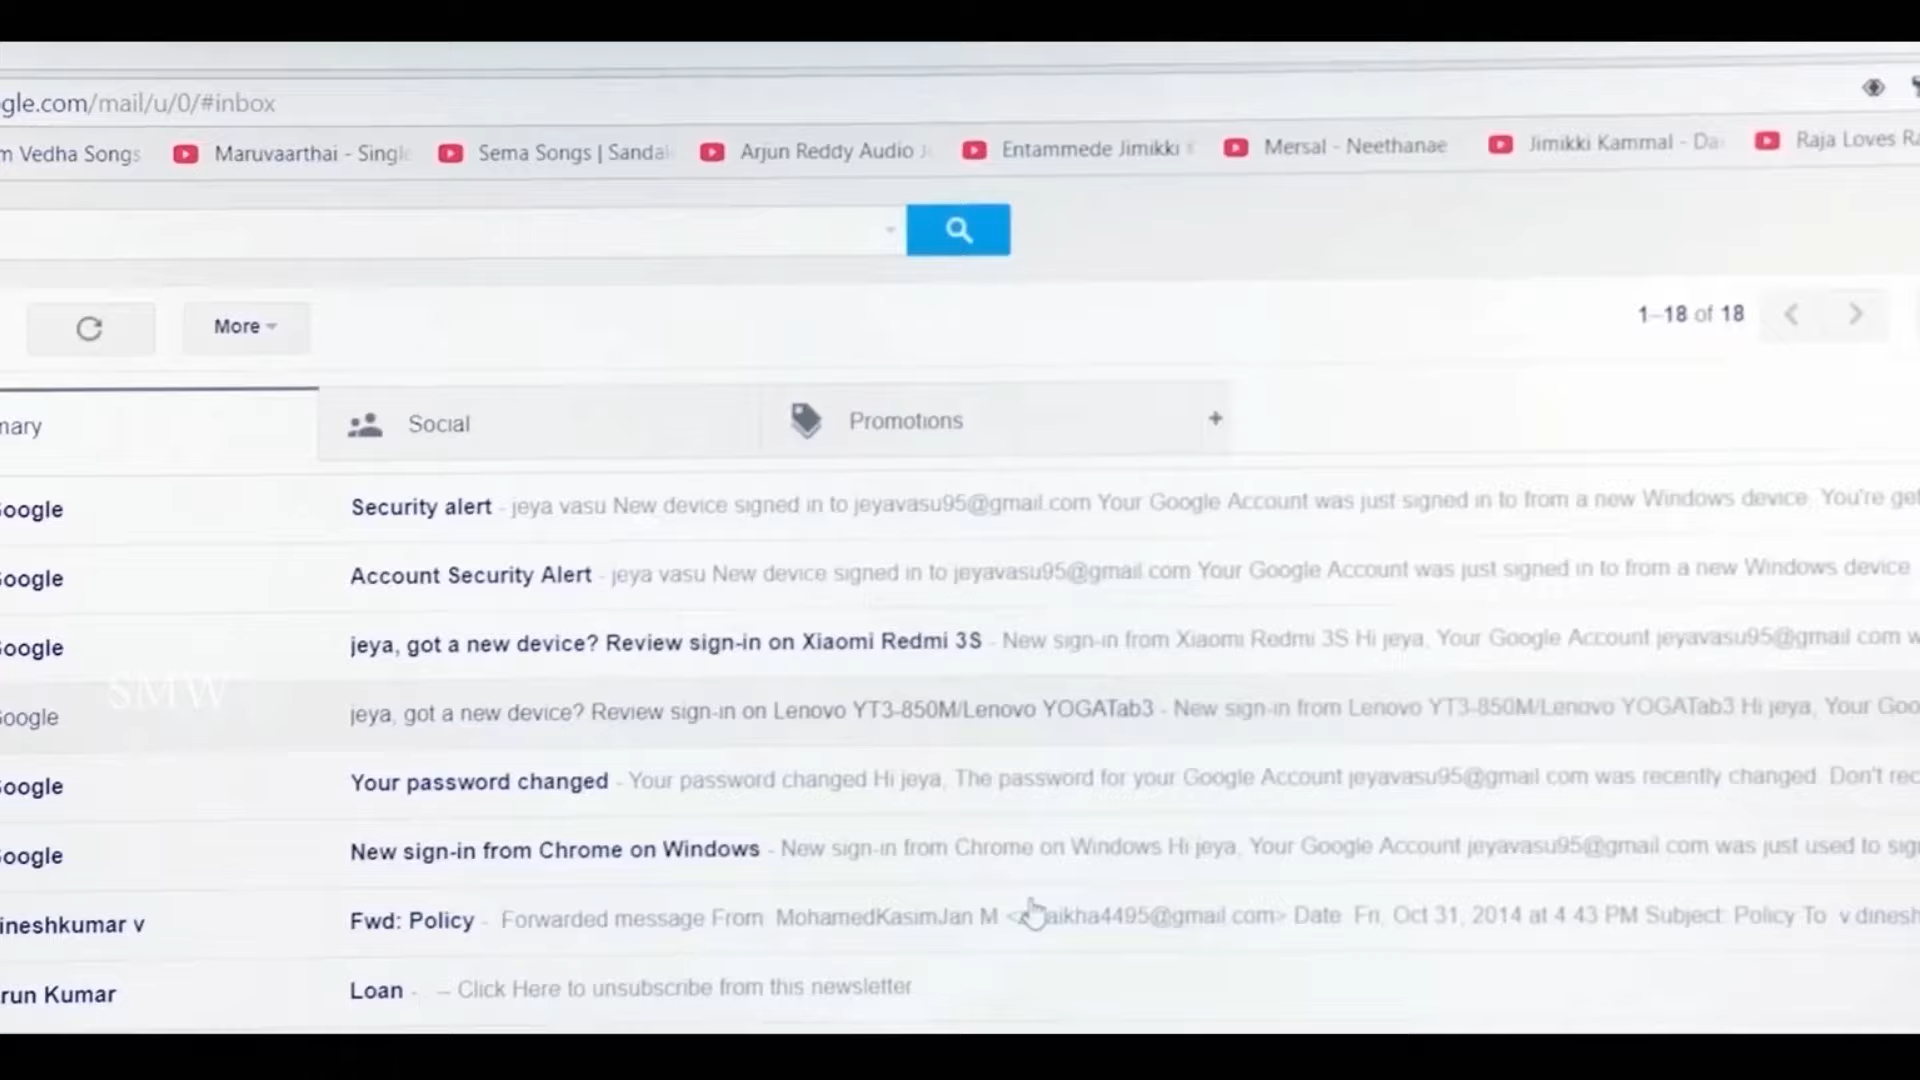 gle.com/mail/u/0/#inbox
m Vedha Songs Maruvaarthai - Single Sema Songs | Sandal Arjun Reddy Audio J Entammede Jimikki Mersal - Neethanae Jimikki Kammal - Da Raja Loves Ra
More 1–18 of 18
mary Social Promotions +
Google Security alert - jeya vasu New device signed in to jeyavasu95@gmail.com Your Google Account was just signed in to from a new Windows device. You're get
Google Account Security Alert - jeya vasu New device signed in to jeyavasu95@gmail.com Your Google Account was just signed in to from a new Windows device
Google jeya, got a new device? Review sign-in on Xiaomi Redmi 3S - New sign-in from Xiaomi Redmi 3S Hi jeya, Your Google Account jeyavasu95@gmail.com w
SMW
Google jeya, got a new device? Review sign-in on Lenovo YT3-850M/Lenovo YOGATab3 - New sign-in from Lenovo YT3-850M/Lenovo YOGATab3 Hi jeya, Your Goo
Google Your password changed - Your password changed Hi jeya, The password for your Google Account jeyavasu95@gmail.com was recently changed. Don't rec
Google New sign-in from Chrome on Windows - New sign-in from Chrome on Windows Hi jeya, Your Google Account jeyavasu95@gmail.com was just used to sig
ineshkumar v Fwd: Policy - Forwarded message From MohamedKasimJan M aikha4495@gmail.com> Date Fri, Oct 31, 2014 at 4:43 PM Subject: Policy To v.dinesh
run Kumar Loan - – Click Here to unsubscribe from this newsletter